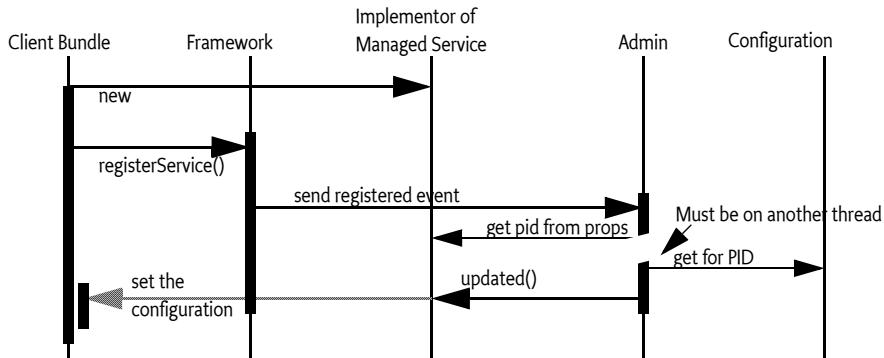 Implementor of
Client Bundle
Framework
Managed Service
Admin
Configuration
new
registerService()
send registered event
Must be on another thread
get pid from props
get for PID
set the
updated()
configuration